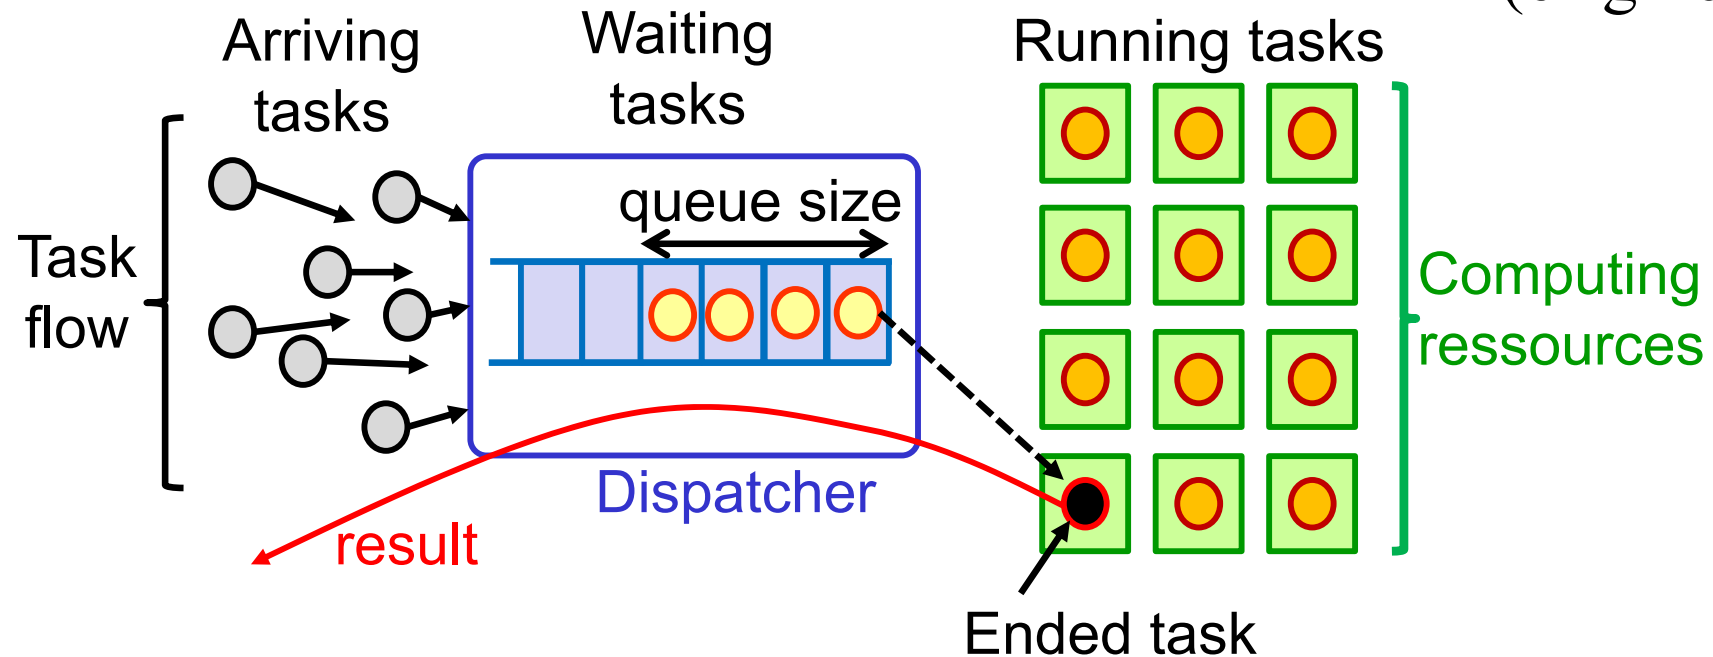 Arriving
tasks
Waiting
tasks
Running tasks
queue size
Task
flow
Computing
ressources
Dispatcher
result
Ended task